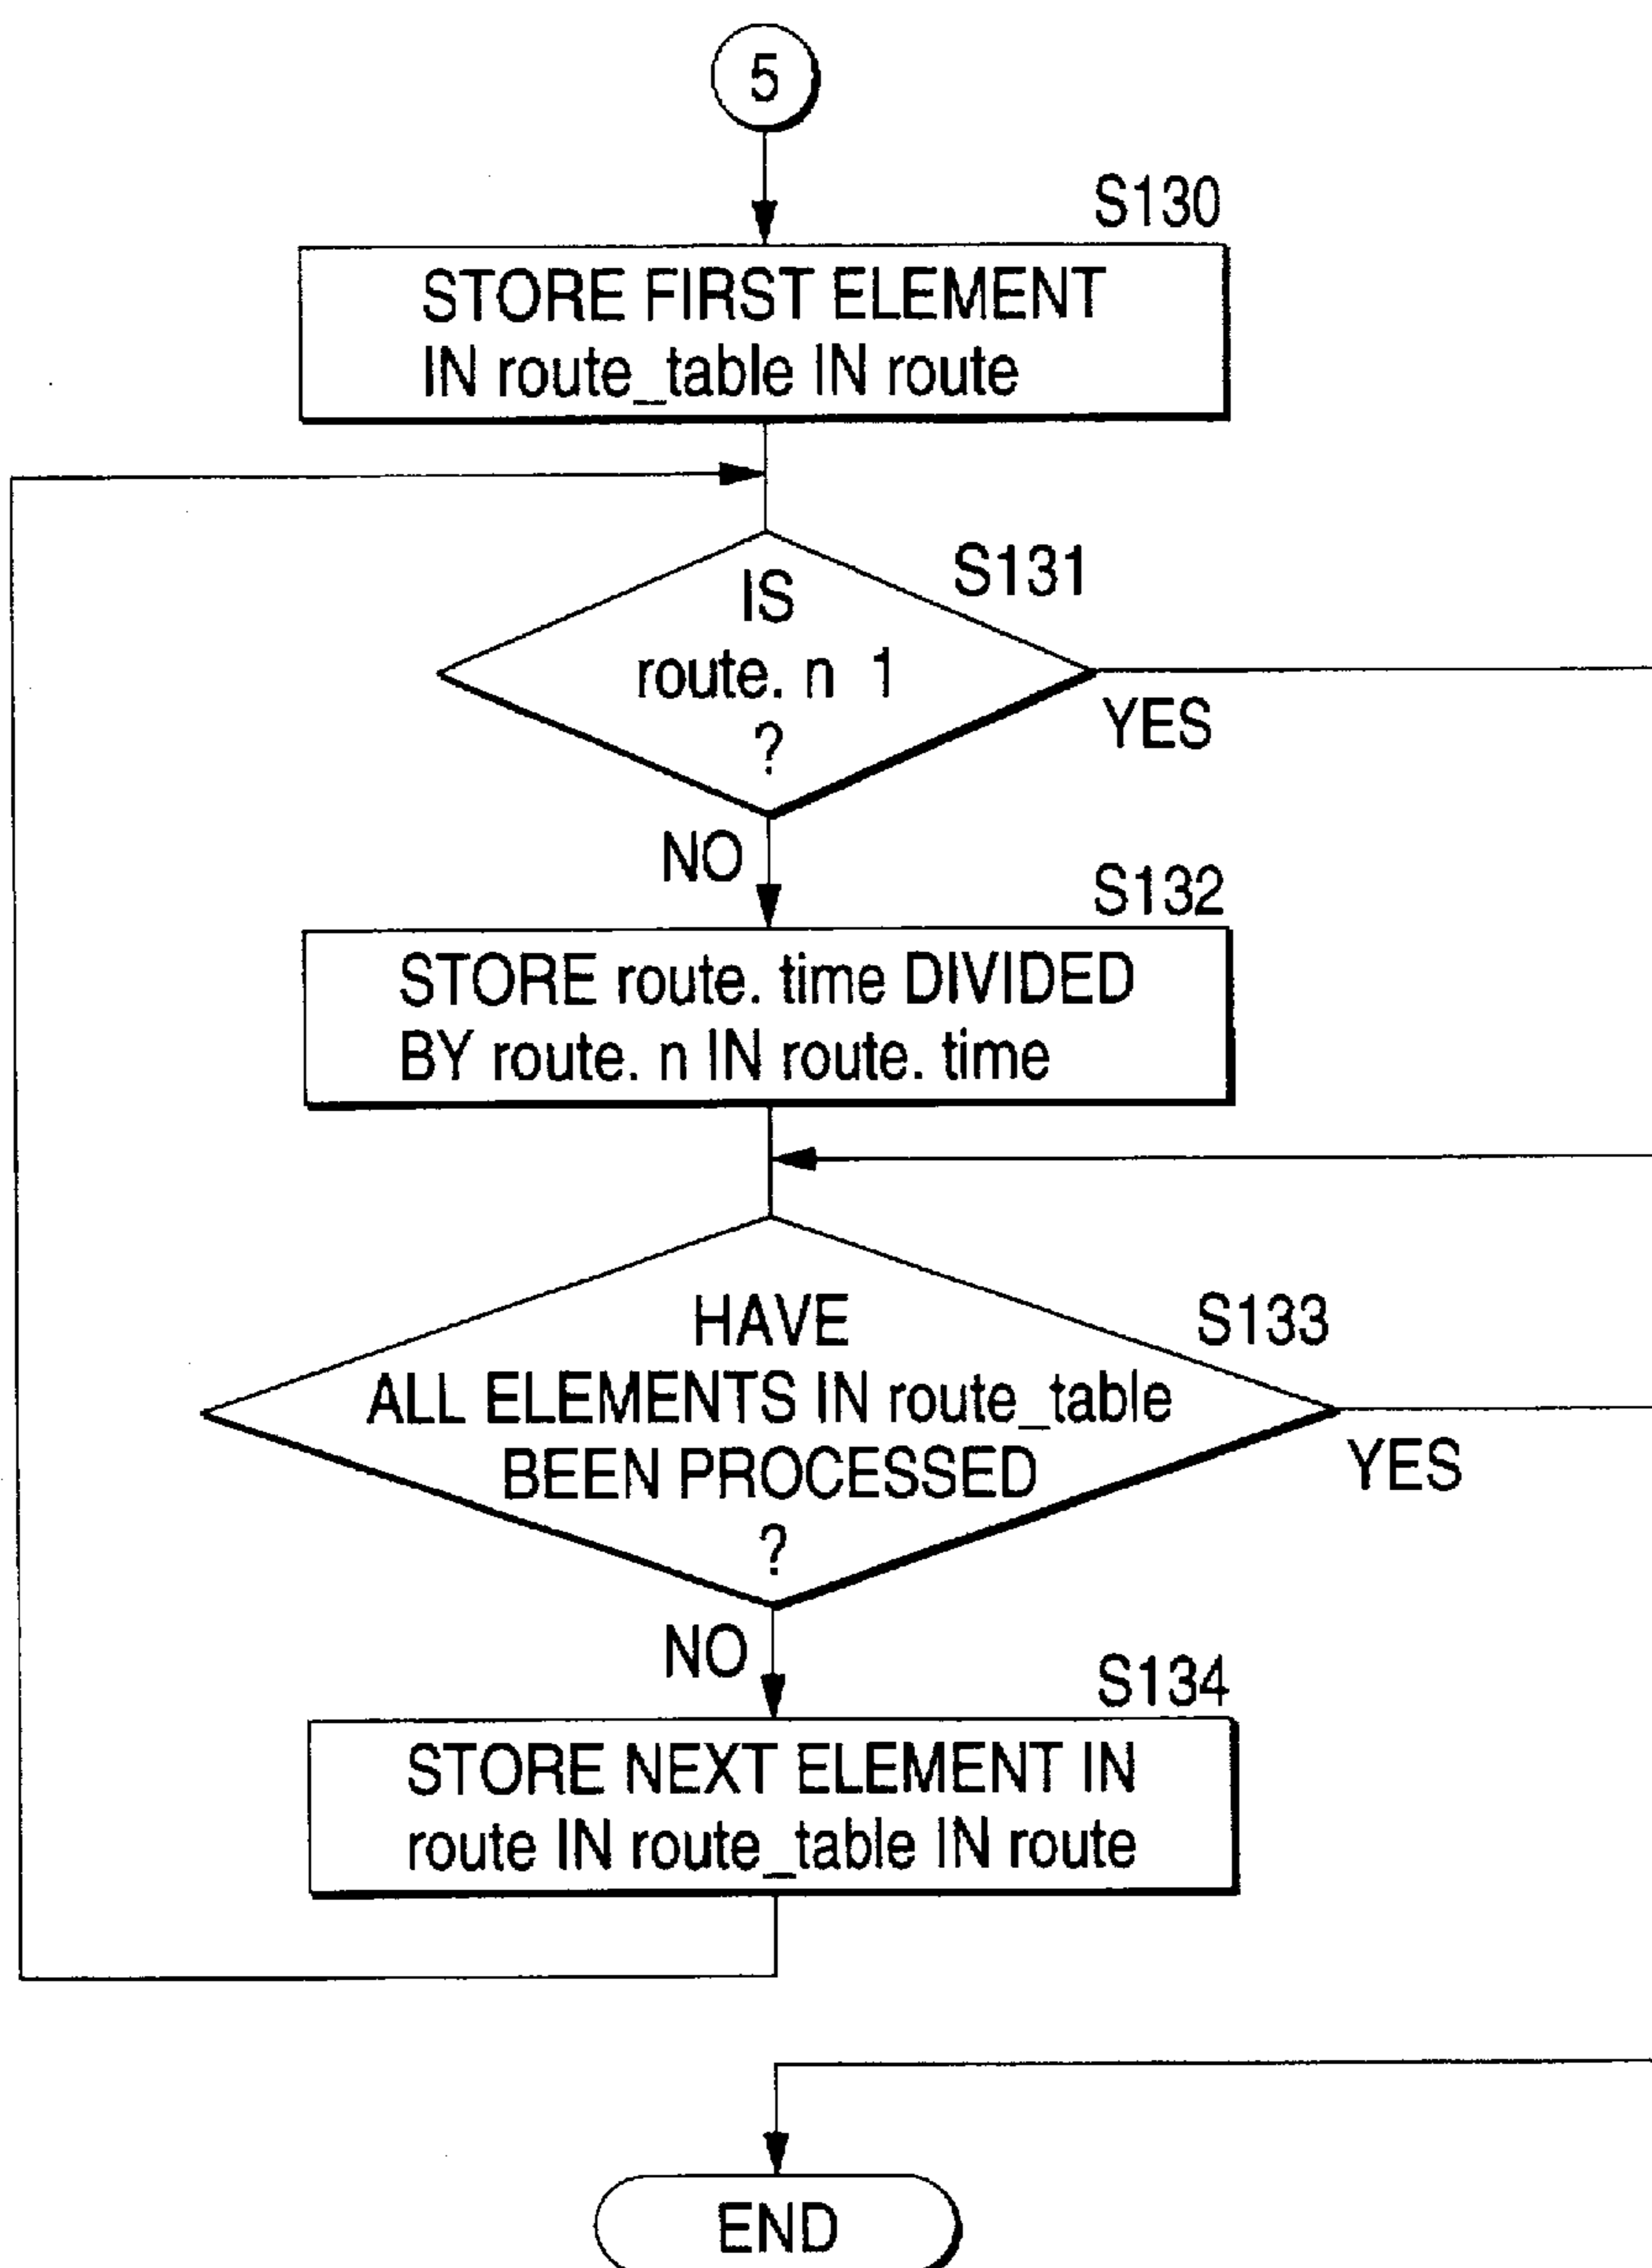 5
S130
STORE FIRST ELEMENT
IN route_table IN route
S131
IS
route. n 1
?
YES
NO
S132
STORE route. time DIVIDED
BY route. n IN route. time
S133
HAVE
ALL ELEMENTS IN route_table
BEEN PROCESSED
?
YES
NO
S134
STORE NEXT ELEMENT IN
route IN route_table IN route
END